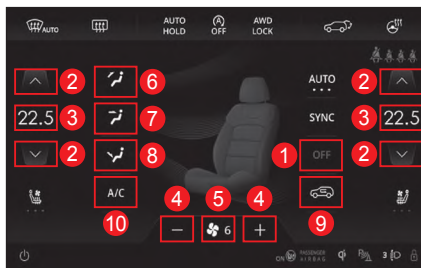 AUTO
AUTO HOLD
A OFF
AWD LOCK
2 6 AUTO 2
22.5 3 7 SYNC 3 22.5
2 8 1 OFF 2
A/C 4 5 4
10 6 9
ON PASSENGER AIRBAG 3